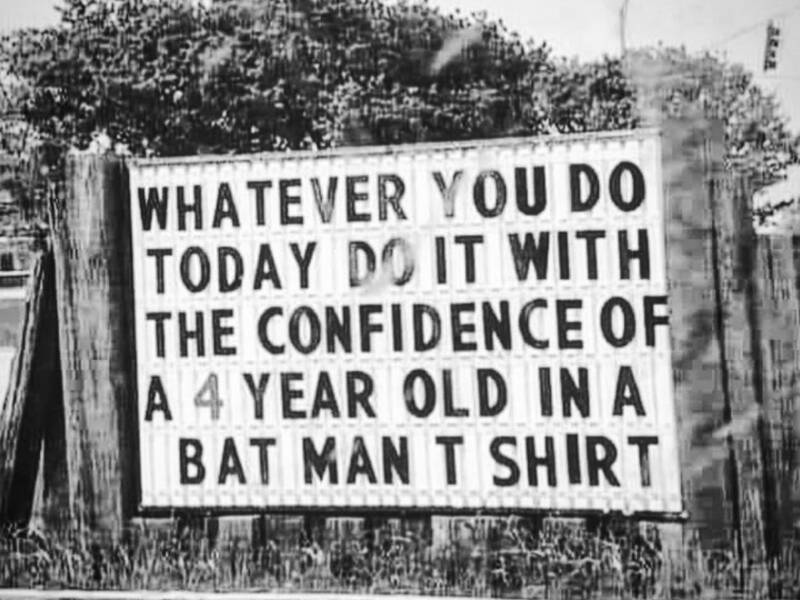 WHATEVER YOU DO
TODAY DO IT WITH
THE CONFIDENCE OF
A 4 YEAR OLD IN A
BAT MAN T SHIRT